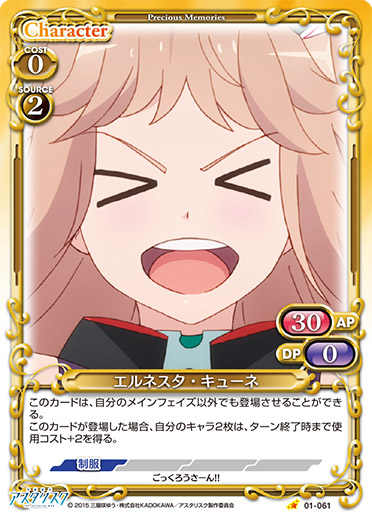 Precious Memories
Character
COST
0
SOURCE
2
30 AP
DP 0
エルネスタ・キューネ
このカードは、自分のメインフェイズ以外でも登場させることができ
る。
このカードが登場した場合、自分のキャラ2枚は、ターン終了時まで使
用コスト+2を得る。
制服
ごっくろうさーん!!
アスタリスク
01-061
© 2015 三屋咲ゆう・株式会社KADOKAWA/アスタリスク製作委員会